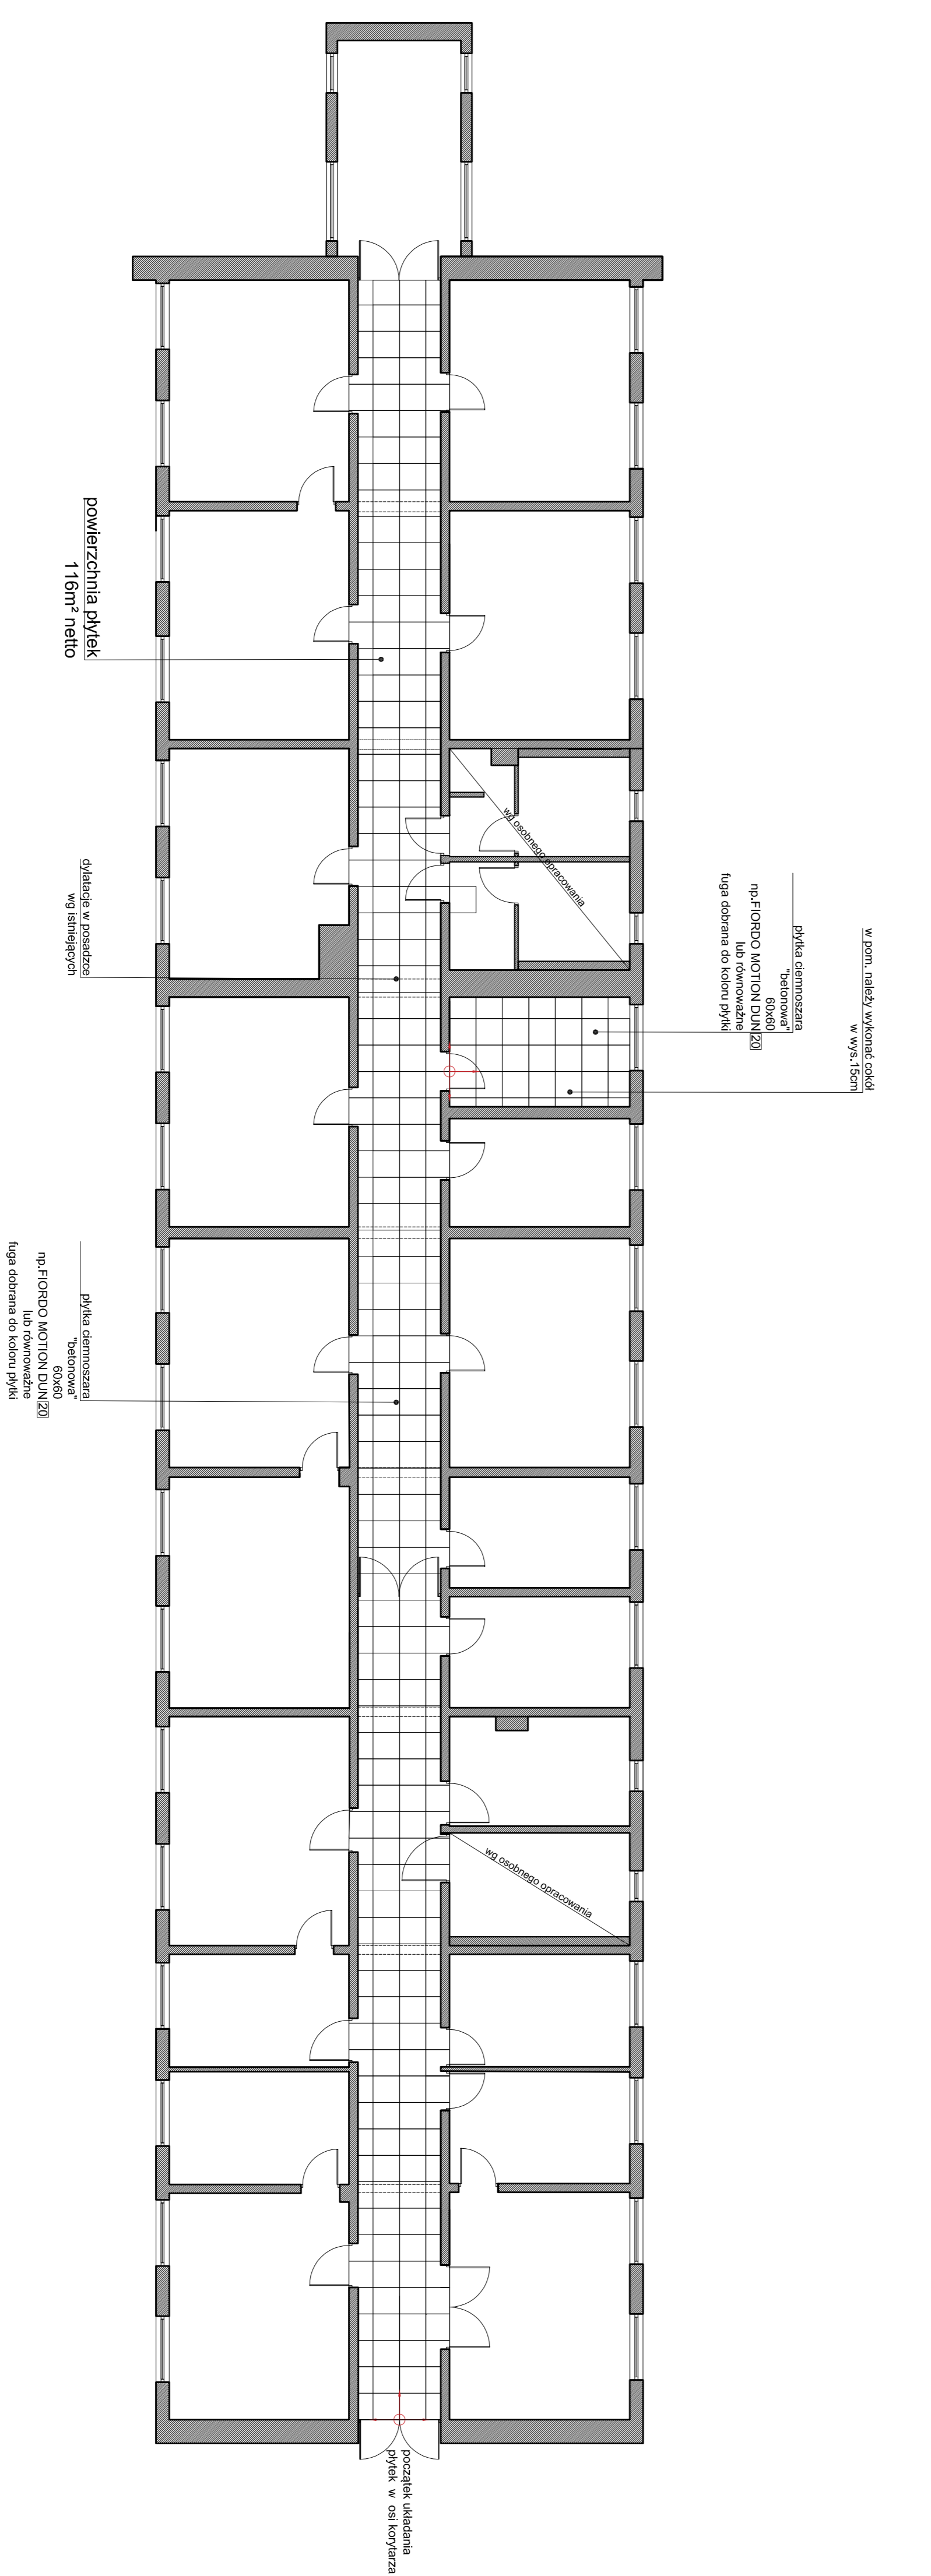 w pom. należy wykonać cokół
w wys.15cm
płytka ciemnoszara
"betonowa"
60x60
np.FIORDO MOTION DUN 20
lub równoważne
fuga dobrana do koloru płytki
wg osobnego opracowania
wg osobnego opracowania
początek układania
płytek w osi korytarza
powierzchnia płytek
116m² netto
dylatacje w posadzce
wg istniejących
płytka ciemnoszara
"betonowa"
60x60
np.FIORDO MOTION DUN 20
lub równoważne
fuga dobrana do koloru płytki